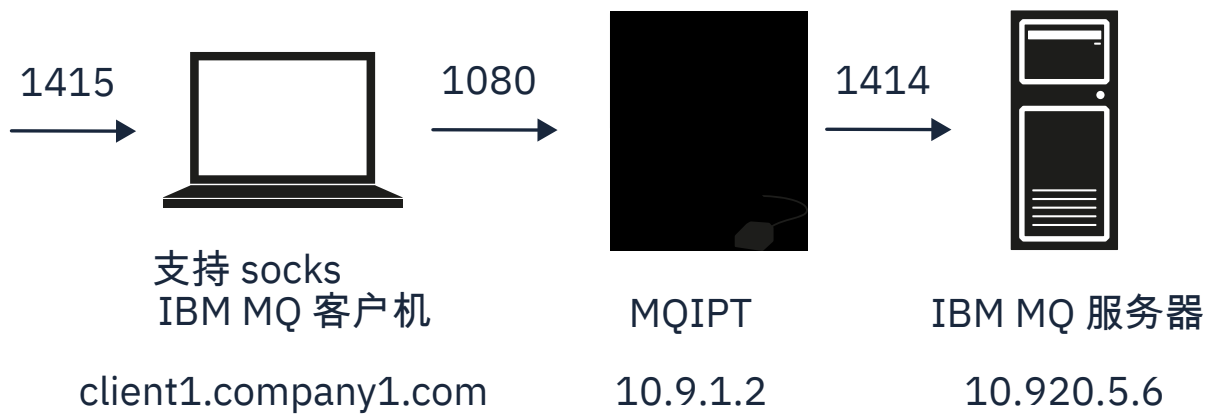 1415
1080
1414
支持 socks
IBM MQ 客户机
MQIPT
IBM MQ 服务器
client1.company1.com
10.9.1.2
10.920.5.6